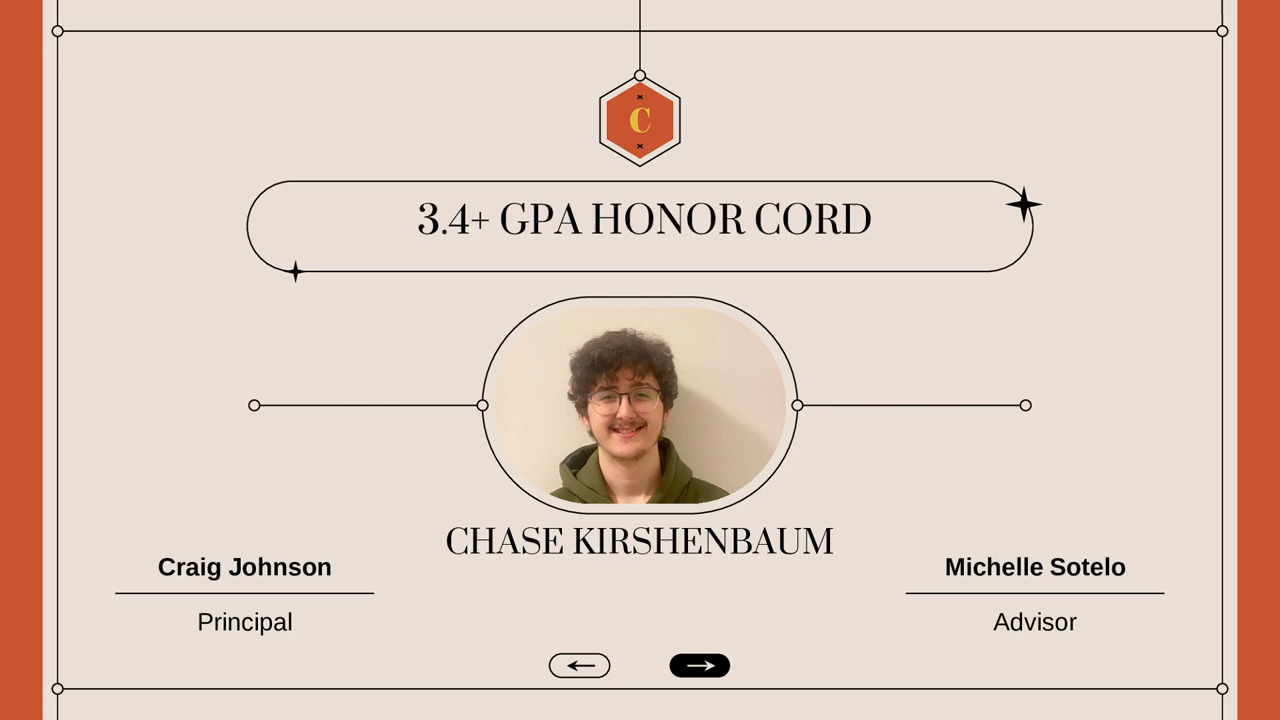 C
3.4+ GPA HONOR CORD
CHASE KIRSHENBAUM
Craig Johnson
Principal
Michelle Sotelo
Advisor